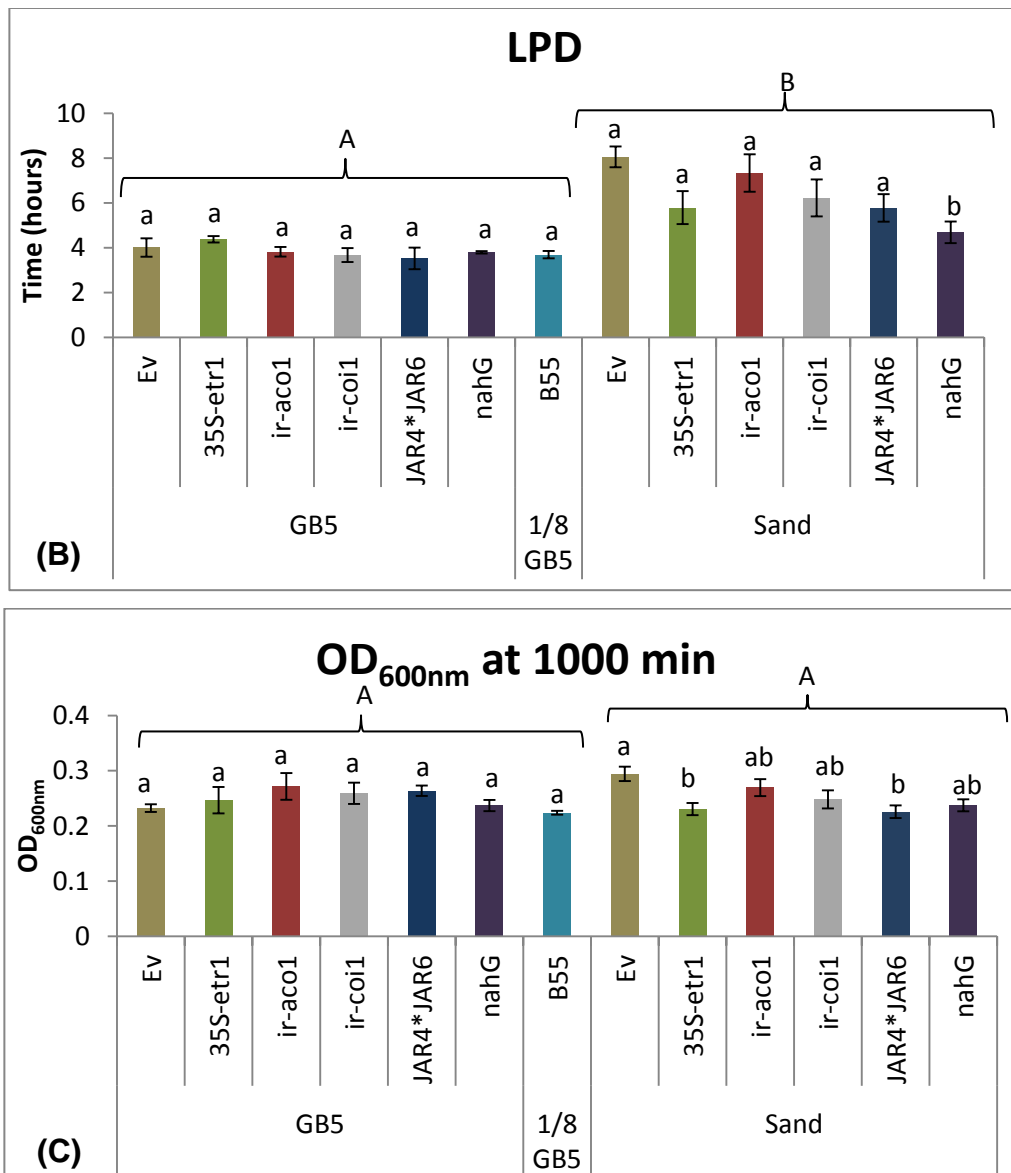 LPD
B
A
10
8
6
4
2
0
Time (hours)
a a a a a a a a a a a a b
Ev 35S-etr1 ir-aco1 ir-coi1 JAR4*JAR6 nahG B55 Ev 35S-etr1 ir-aco1 ir-coi1 JAR4*JAR6 nahG
GB5 1/8 GB5 Sand
(B)
OD600nm at 1000 min
A A
0.4
0.3
0.2
0.1
0
OD600nm
a a a a a a a a b ab ab b ab
Ev 35S-etr1 ir-aco1 ir-coi1 JAR4*JAR6 nahG B55 Ev 35S-etr1 ir-aco1 ir-coi1 JAR4*JAR6 nahG
GB5 1/8 GB5 Sand
(C)